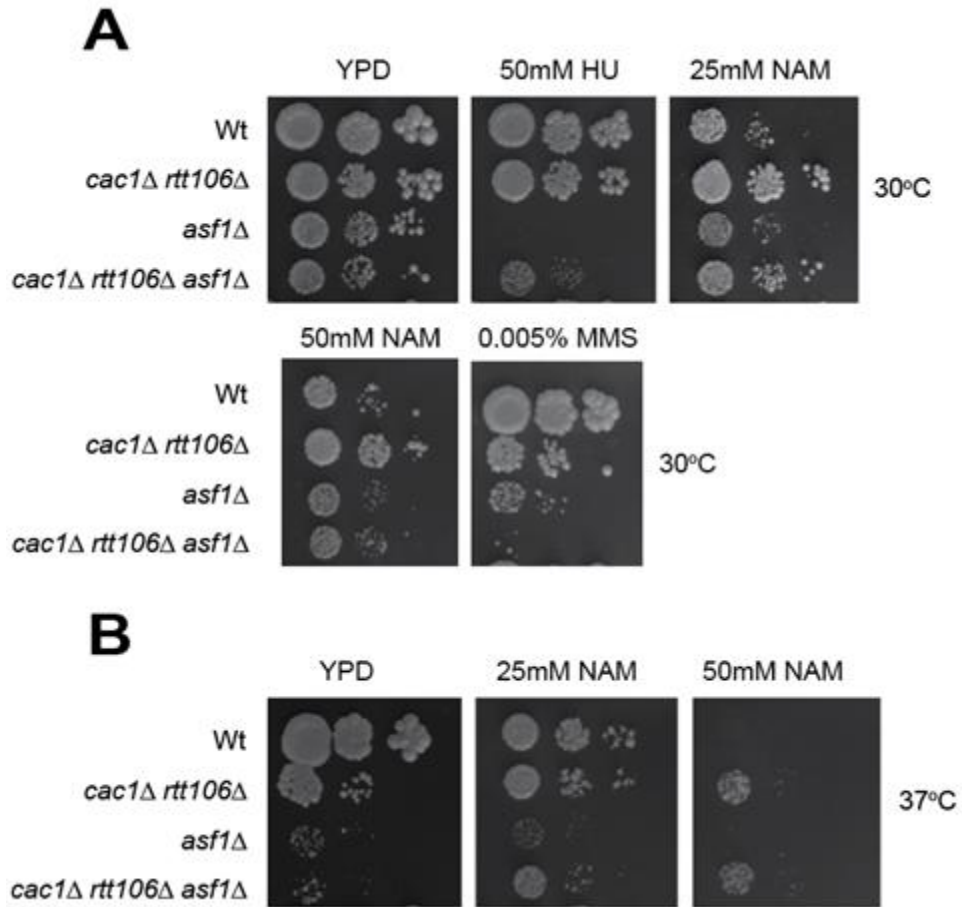 A
YPD 50mM HU 25mM NAM
Wt
cac1Δ rtt106Δ
30°C
asf1Δ
cac1Δ rtt106Δ asf1Δ
50mM NAM 0.005% MMS
Wt
cac1Δ rtt106Δ
30°C
asf1Δ
cac1Δ rtt106Δ asf1Δ
B
YPD 25mM NAM 50mM NAM
Wt
cac1Δ rtt106Δ
37°C
asf1Δ
cac1Δ rtt106Δ asf1Δ